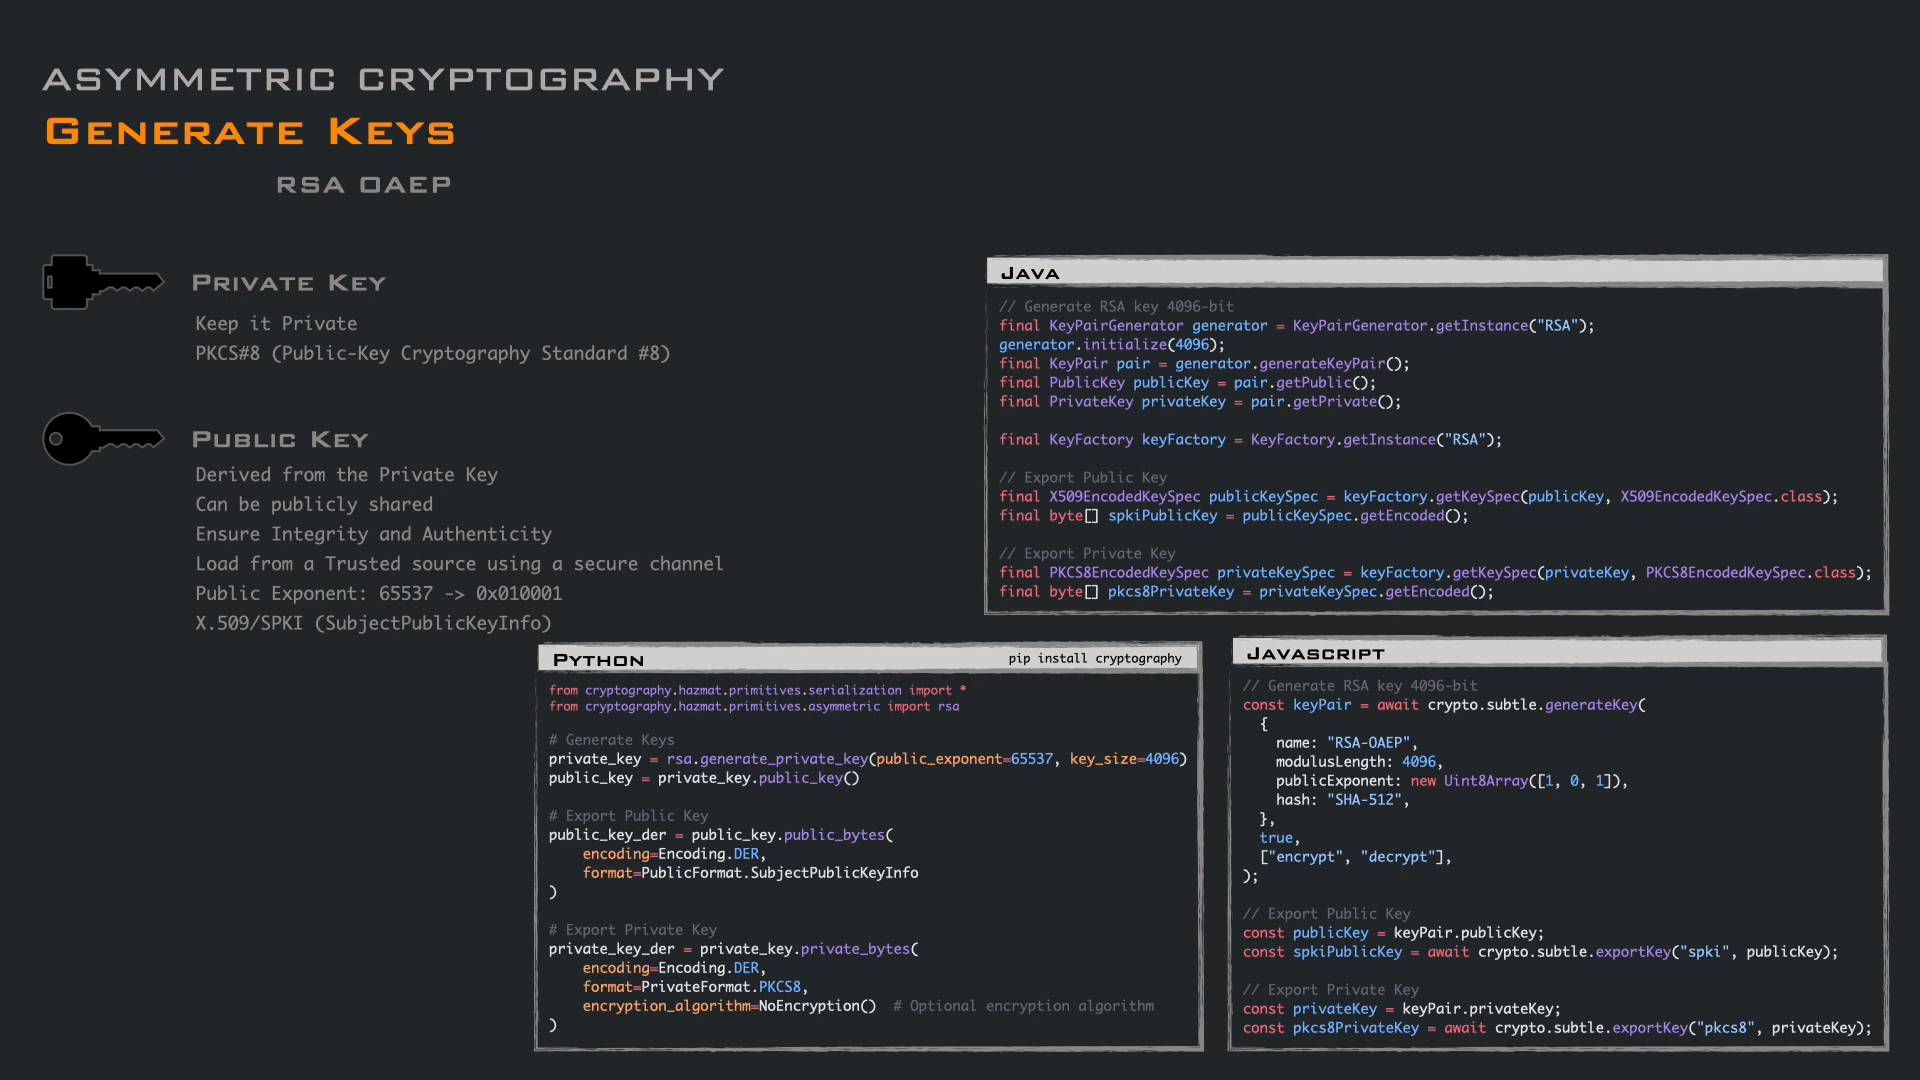 ASYMMETRIC CRYPTOGRAPHY
GENERATE KEYS
RSA OAEP
PRIVATE KEY
Keep it Private
PKCS#8 (Public-Key Cryptography Standard #8)
PUBLIC KEY
Derived from the Private Key
Can be publicly shared
Ensure Integrity and Authenticity
Load from a Trusted source using a secure channel
Public Exponent: 65537 -> 0x010001
X.509/SPKI (SubjectPublicKeyInfo)
JAVA
// Generate RSA key 4096-bit
final KeyPairGenerator generator = KeyPairGenerator.getInstance("RSA");
generator.initialize(4096);
final KeyPair pair = generator.generateKeyPair();
final PublicKey publicKey = pair.getPublic();
final PrivateKey privateKey = pair.getPrivate();
final KeyFactory keyFactory = KeyFactory.getInstance("RSA");
// Export Public Key
final X509EncodedKeySpec publicKeySpec = keyFactory.getKeySpec(publicKey, X509EncodedKeySpec.class);
final byte[] spkiPublicKey = publicKeySpec.getEncoded();
// Export Private Key
final PKCS8EncodedKeySpec privateKeySpec = keyFactory.getKeySpec(privateKey, PKCS8EncodedKeySpec.class);
final byte[] pkcs8PrivateKey = privateKeySpec.getEncoded();
PYTHON pip install cryptography
from cryptography.hazmat.primitives.serialization import *
from cryptography.hazmat.primitives.asymmetric import rsa
# Generate Keys
private_key = rsa.generate_private_key(public_exponent=65537, key_size=4096)
public_key = private_key.public_key()
# Export Public Key
public_key_der = public_key.public_bytes(
encoding=Encoding.DER,
format=PublicFormat.SubjectPublicKeyInfo
)
# Export Private Key
private_key_der = private_key.private_bytes(
encoding=Encoding.DER,
format=PrivateFormat.PKCS8,
encryption_algorithm=NoEncryption() # Optional encryption algorithm
)
JAVASCRIPT
// Generate RSA key 4096-bit
const keyPair = await crypto.subtle.generateKey(
{
name: "RSA-OAEP",
modulusLength: 4096,
publicExponent: new Uint8Array([1, 0, 1]),
hash: "SHA-512",
},
true,
["encrypt", "decrypt"],
);
// Export Public Key
const publicKey = keyPair.publicKey;
const spkiPublicKey = await crypto.subtle.exportKey("spki", publicKey);
// Export Private Key
const privateKey = keyPair.privateKey;
const pkcs8PrivateKey = await crypto.subtle.exportKey("pkcs8", privateKey);